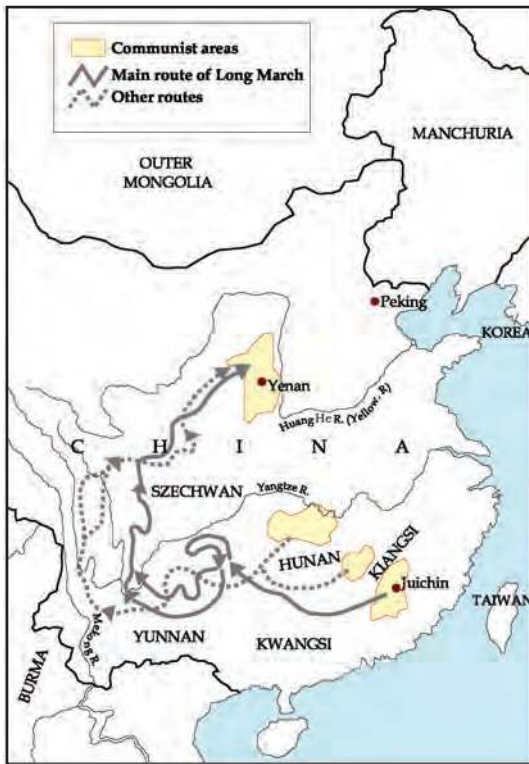 Communist areas
Main route of Long March
Other routes
MANCHURIA
OUTER
MONGOLIA
Peking
KOREA
Yenan
Huang He R. (Yellow. R)
C H I N A
SZECHWAN
Yangtze R.
HUNAN
KIANGSI
Juichin
TAIWAN
Mekong R.
YUNNAN
KWANGSI
BURMA